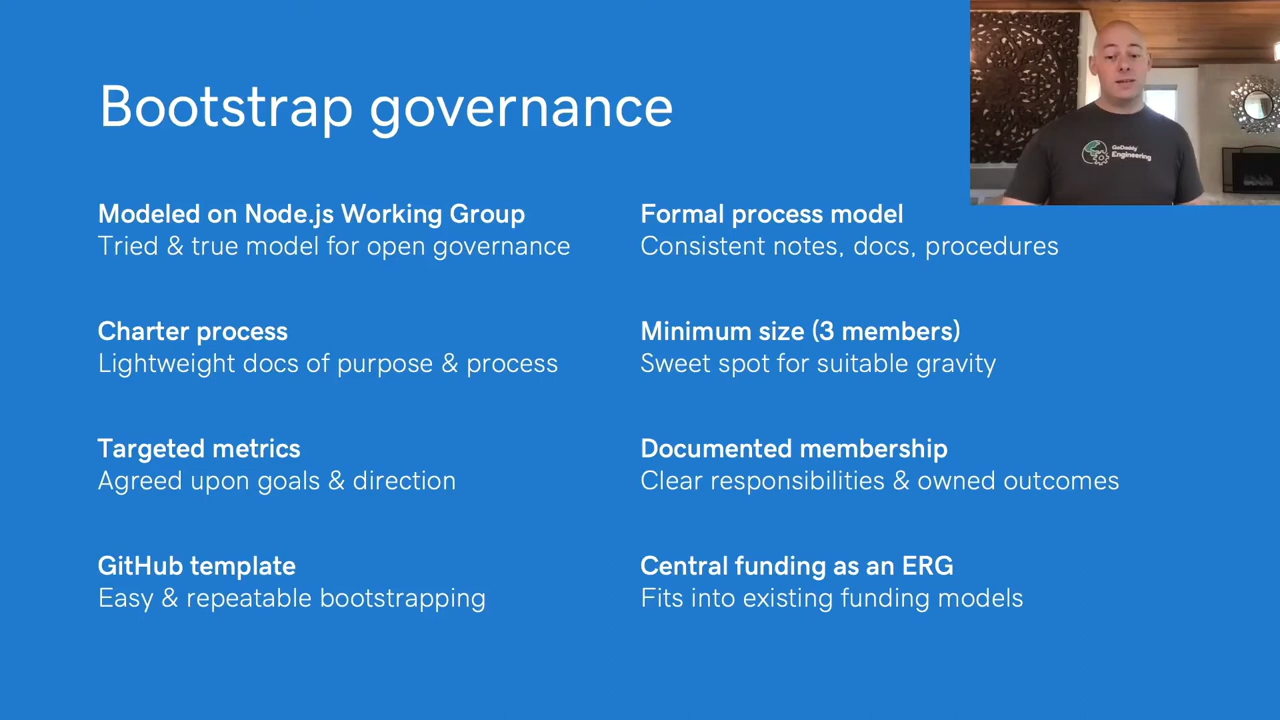 Bootstrap governance
Modeled on Node.js Working Group
Tried & true model for open governance
Charter process
Lightweight docs of purpose & process
Targeted metrics
Agreed upon goals & direction
GitHub template
Easy & repeatable bootstrapping
Formal process model
Consistent notes, docs, procedures
Minimum size (3 members)
Sweet spot for suitable gravity
Documented membership
Clear responsibilities & owned outcomes
Central funding as an ERG
Fits into existing funding models
GoDaddy
Engineering